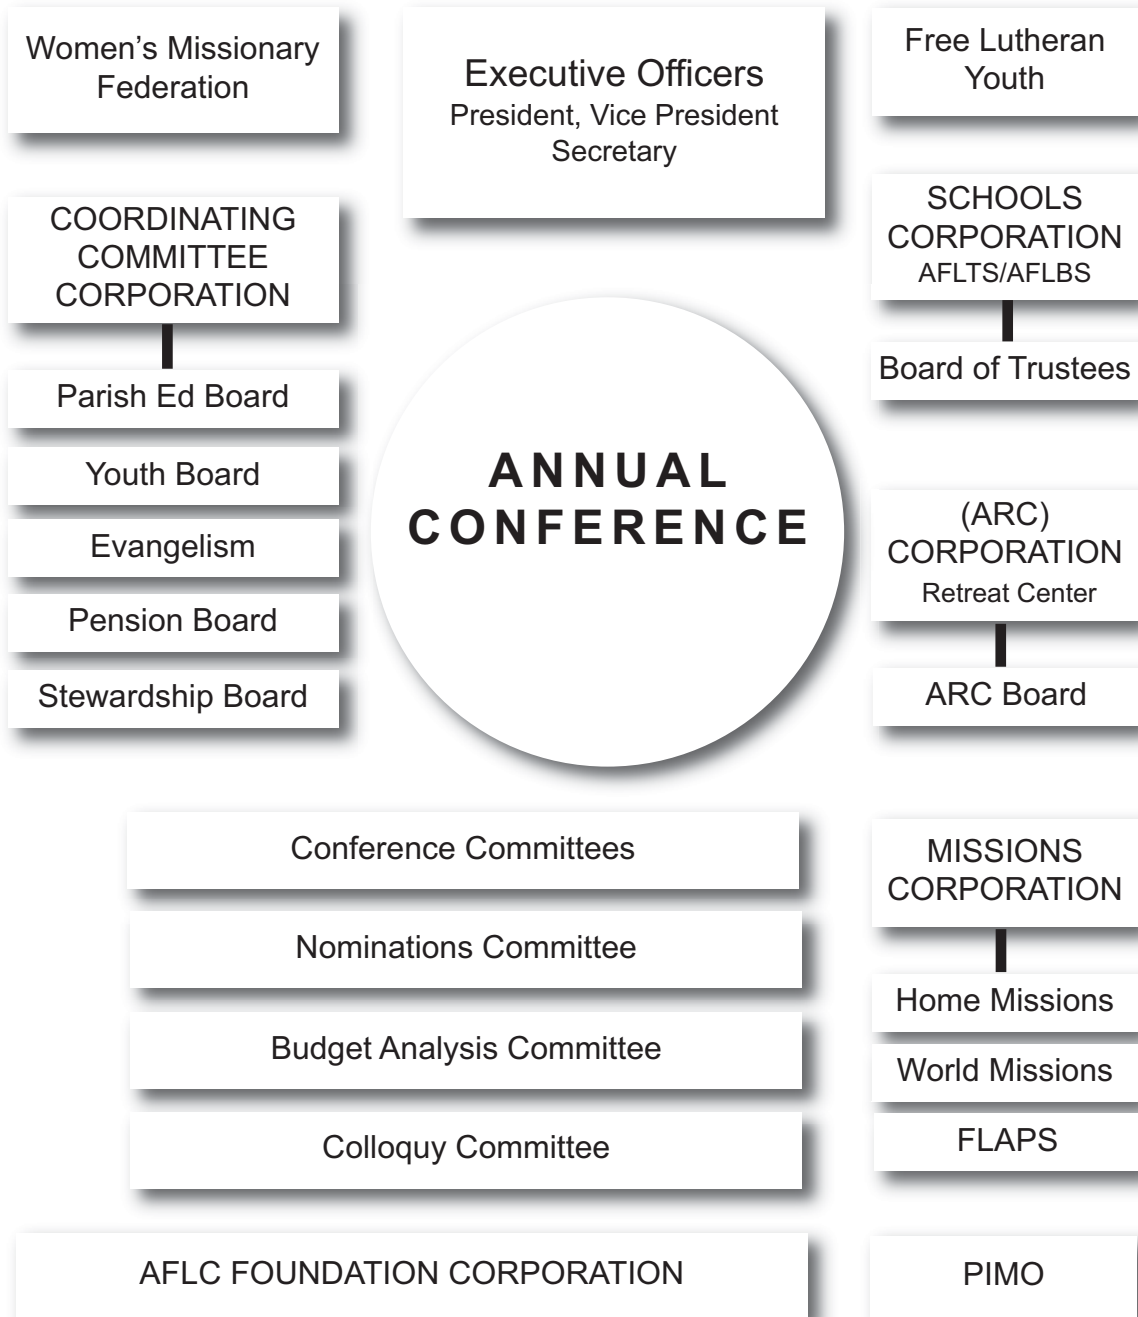 Women’s Missionary
Federation
Executive Officers
President, Vice President
Secretary
Free Lutheran
Youth
COORDINATING
COMMITTEE
CORPORATION
Parish Ed Board
Youth Board
Evangelism
Pension Board
Stewardship Board
ANNUAL
CONFERENCE
SCHOOLS
CORPORATION
AFLTS/AFLBS
Board of Trustees
(ARC)
CORPORATION
Retreat Center
ARC Board
Conference Committees
Nominations Committee
Budget Analysis Committee
Colloquy Committee
MISSIONS
CORPORATION
Home Missions
World Missions
FLAPS
AFLC FOUNDATION CORPORATION
PIMO